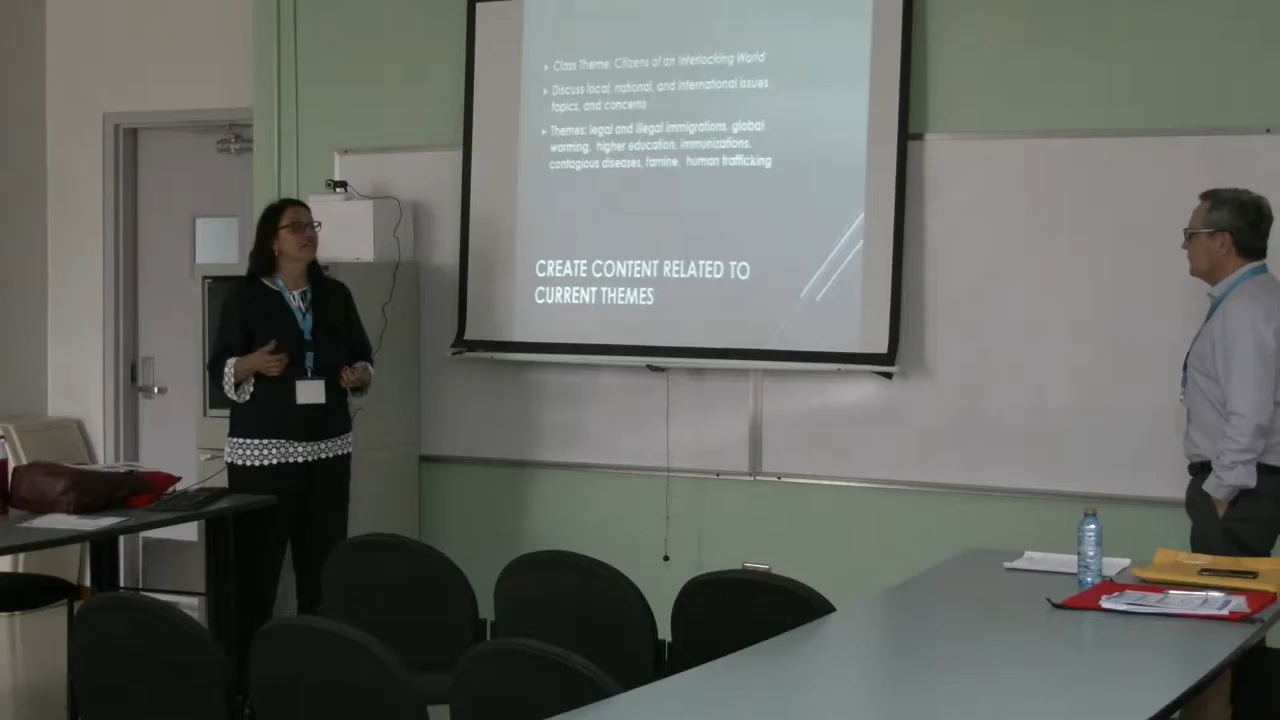 ▸ Class Theme: Citizens of an Interlocking World
▸ Discuss local, national, and international issues
topics, and concerns
▸ Themes: legal and illegal immigrations, global
warming, higher education, immunizations,
contagious diseases, famine, human trafficking
CREATE CONTENT RELATED TO
CURRENT THEMES